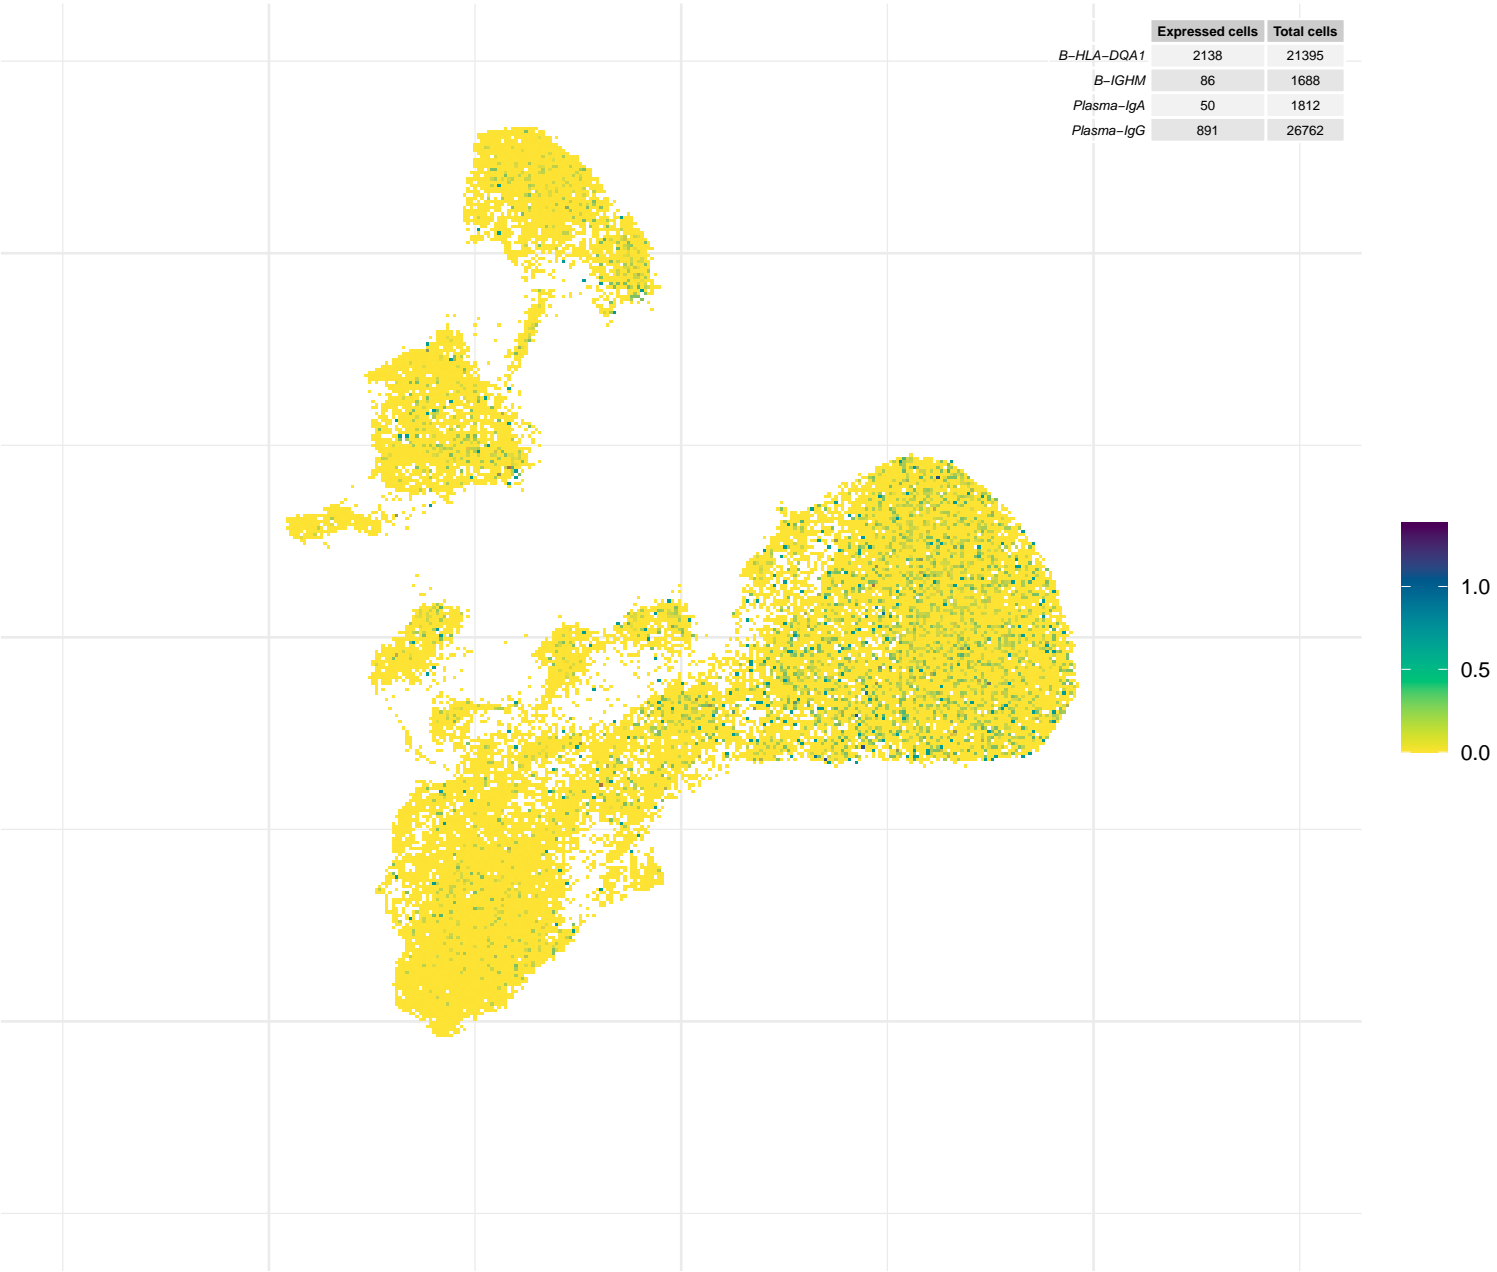 Expressed cells Total cells
B−HLA−DQA1 2138 21395
B−IGHM 86 1688
Plasma−IgA 50 1812
Plasma−IgG 891 26762
1.0
0.5
0.0